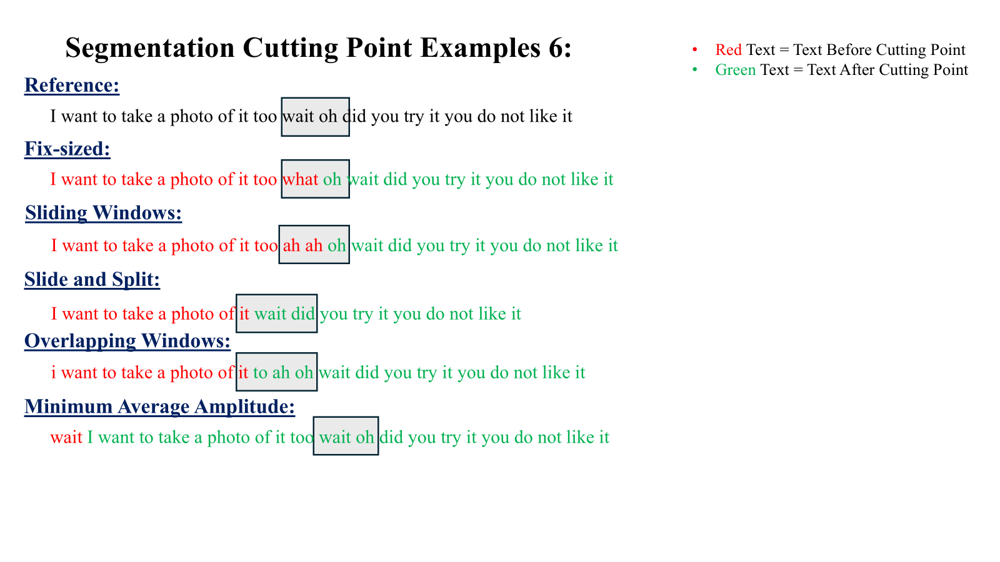 Segmentation Cutting Point Examples 6:
• Red Text = Text Before Cutting Point
• Green Text = Text After Cutting Point
Reference:
I want to take a photo of it too wait oh did you try it you do not like it
Fix-sized:
I want to take a photo of it too what oh wait did you try it you do not like it
Sliding Windows:
I want to take a photo of it too ah ah oh wait did you try it you do not like it
Slide and Split:
I want to take a photo of it wait did you try it you do not like it
Overlapping Windows:
i want to take a photo of it to ah oh wait did you try it you do not like it
Minimum Average Amplitude:
wait I want to take a photo of it too wait oh did you try it you do not like it